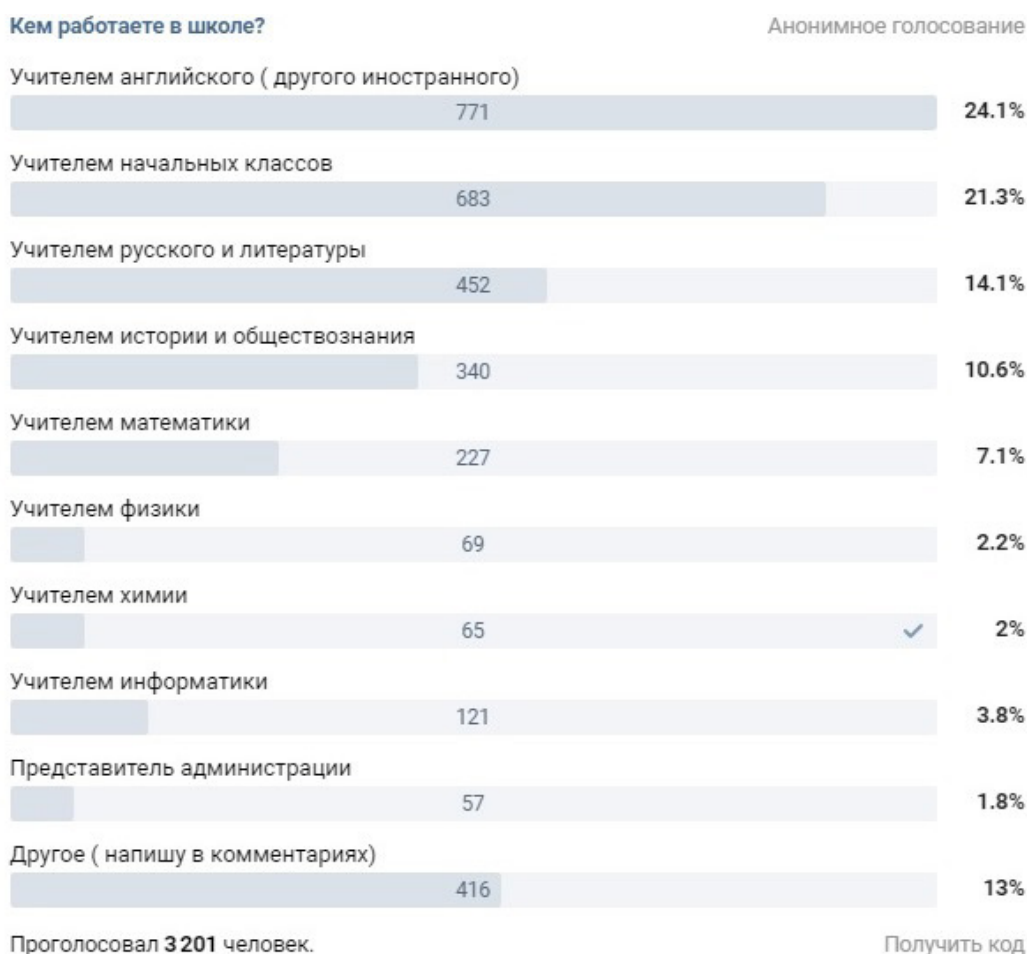 Кем работаете в школе? Анонимное голосование
Учителем английского ( другого иностранного)
771 24.1%
Учителем начальных классов
683 21.3%
Учителем русского и литературы
452 14.1%
Учителем истории и обществознания
340 10.6%
Учителем математики
227 7.1%
Учителем физики
69 2.2%
Учителем химии
65 2%
Учителем информатики
121 3.8%
Представитель администрации
57 1.8%
Другое ( напишу в комментариях)
416 13%
Проголосовал 3 201 человек. Получить код